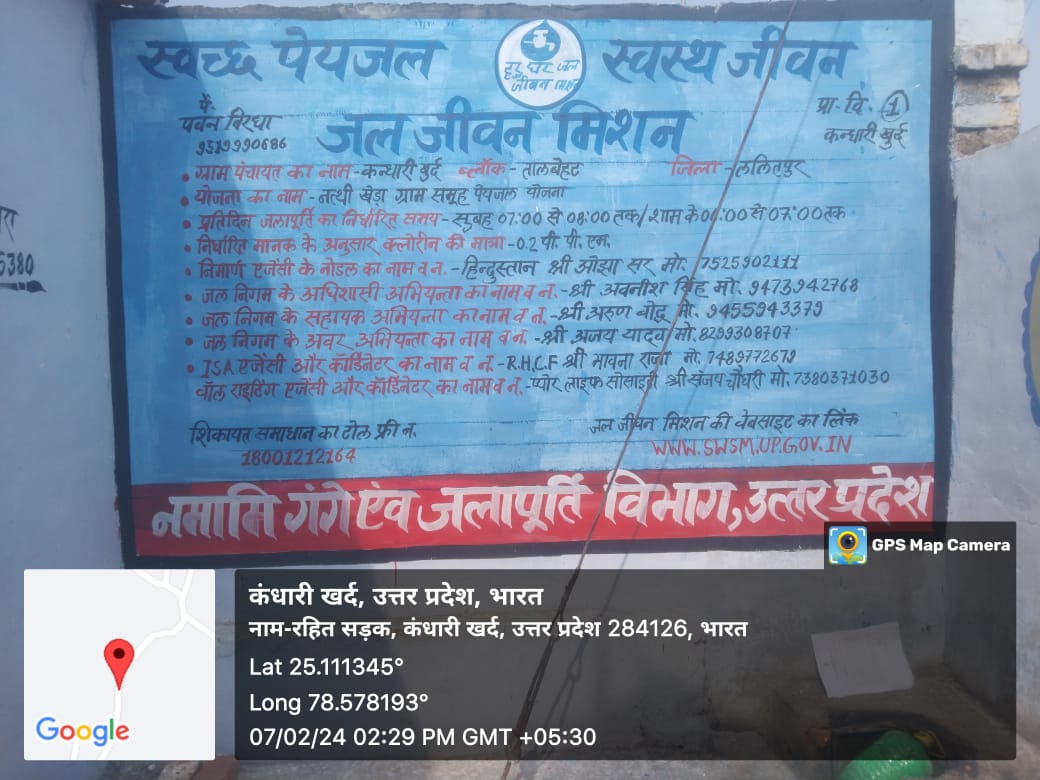 स्वच्छ पेयजल
हर घर जल
जीवन मिशन
स्वस्थ जीवन
पें.
पवन विरधा
9519990686
जल जीवन मिशन
प्रा. वि. 1
कन्धारी खुर्द
• ग्राम पंचायत का नाम - कन्धारी खुर्द ब्लॉक - तालबेहट जिला - ललितपुर
• योजना का नाम - नत्थी खेड़ा ग्राम समूह पेयजल योजना
• प्रतिदिन जलापूर्ति का निर्धारित समय - सुबह 07:00 से 08:00 तक / शाम के 06:00 से 07:00 तक
• निर्धारित मानक के अनुसार क्लोरीन की मात्रा - 0.2 पी. पी. एम.
• निमार्ण एजेंसी के नोडल का नाम व न. - हिन्दुस्तान श्री ओझा सर मो. 7525902111
• जल निगम के अधिशासी अभियन्ता का नाम व न. - श्री अवनीश सिंह मो. 9473942768
• जल निगम के सहायक अभियन्ता का नाम व न. - श्री अरुण मो. 9455943379
• जल निगम के अवर अभियन्ता का नाम व न. - श्री अजय यादव मो. 8299308707
• ISA एजेंसी और कॉर्डिनेटर का नाम व न. - R.H.C.F श्री भावना राजा मो. 7489772679
वॉल राइटिंग एजेंसी और कॉर्डिनेटर का नाम व न. - प्योर लाइफ सोसाइटी श्री संजय चौधरी मो. 7380371030
शिकायत समाधान का टोल फ्री न.
18001212164
जल जीवन मिशन की वेबसाइट का लिंक
WWW.SWSM.UP.GOV.IN
नमामि गंगे एंव जलापूर्ति विभाग, उत्तर प्रदेश
5380
GPS Map Camera
कंधारी खर्द, उत्तर प्रदेश, भारत
नाम-रहित सड़क, कंधारी खर्द, उत्तर प्रदेश 284126, भारत
Lat 25.111345°
Long 78.578193°
07/02/24 02:29 PM GMT +05:30
Google